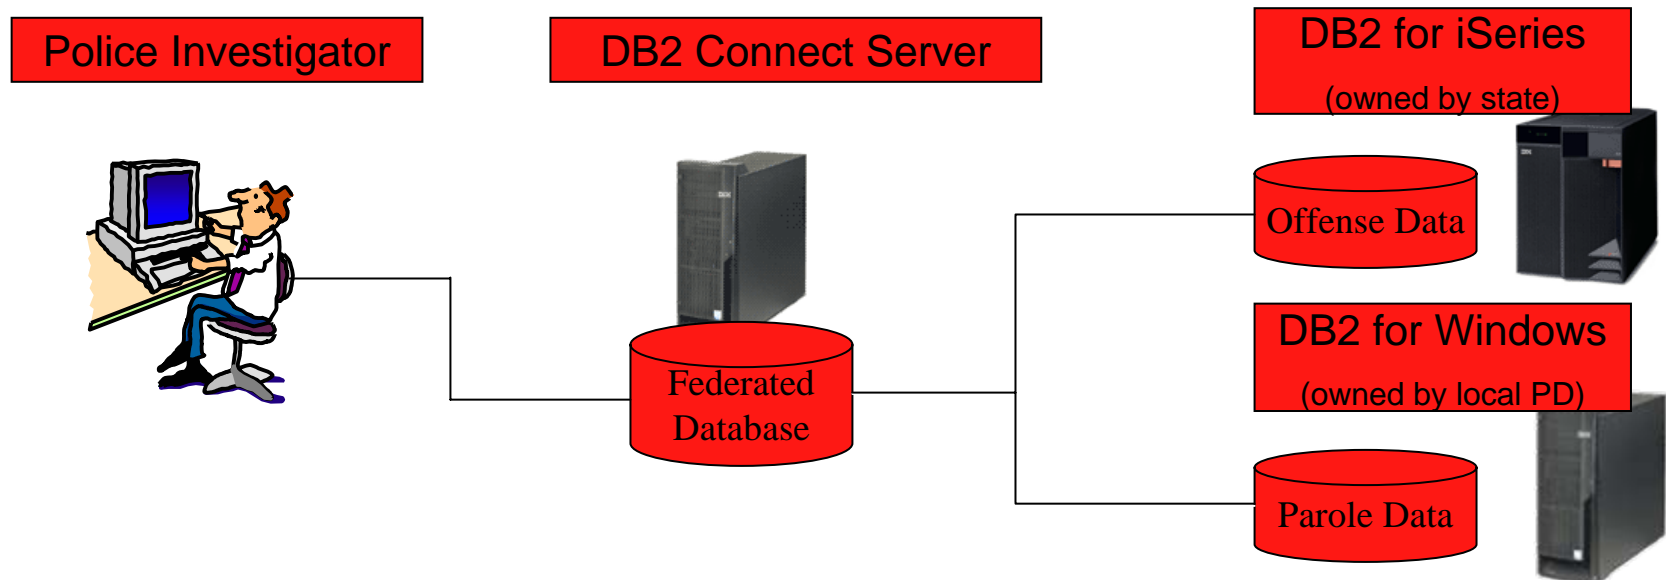 Police Investigator
DB2 Connect Server
DB2 for iSeries
(owned by state)
Offense Data
DB2 for Windows
(owned by local PD)
Federated
Database
Parole Data